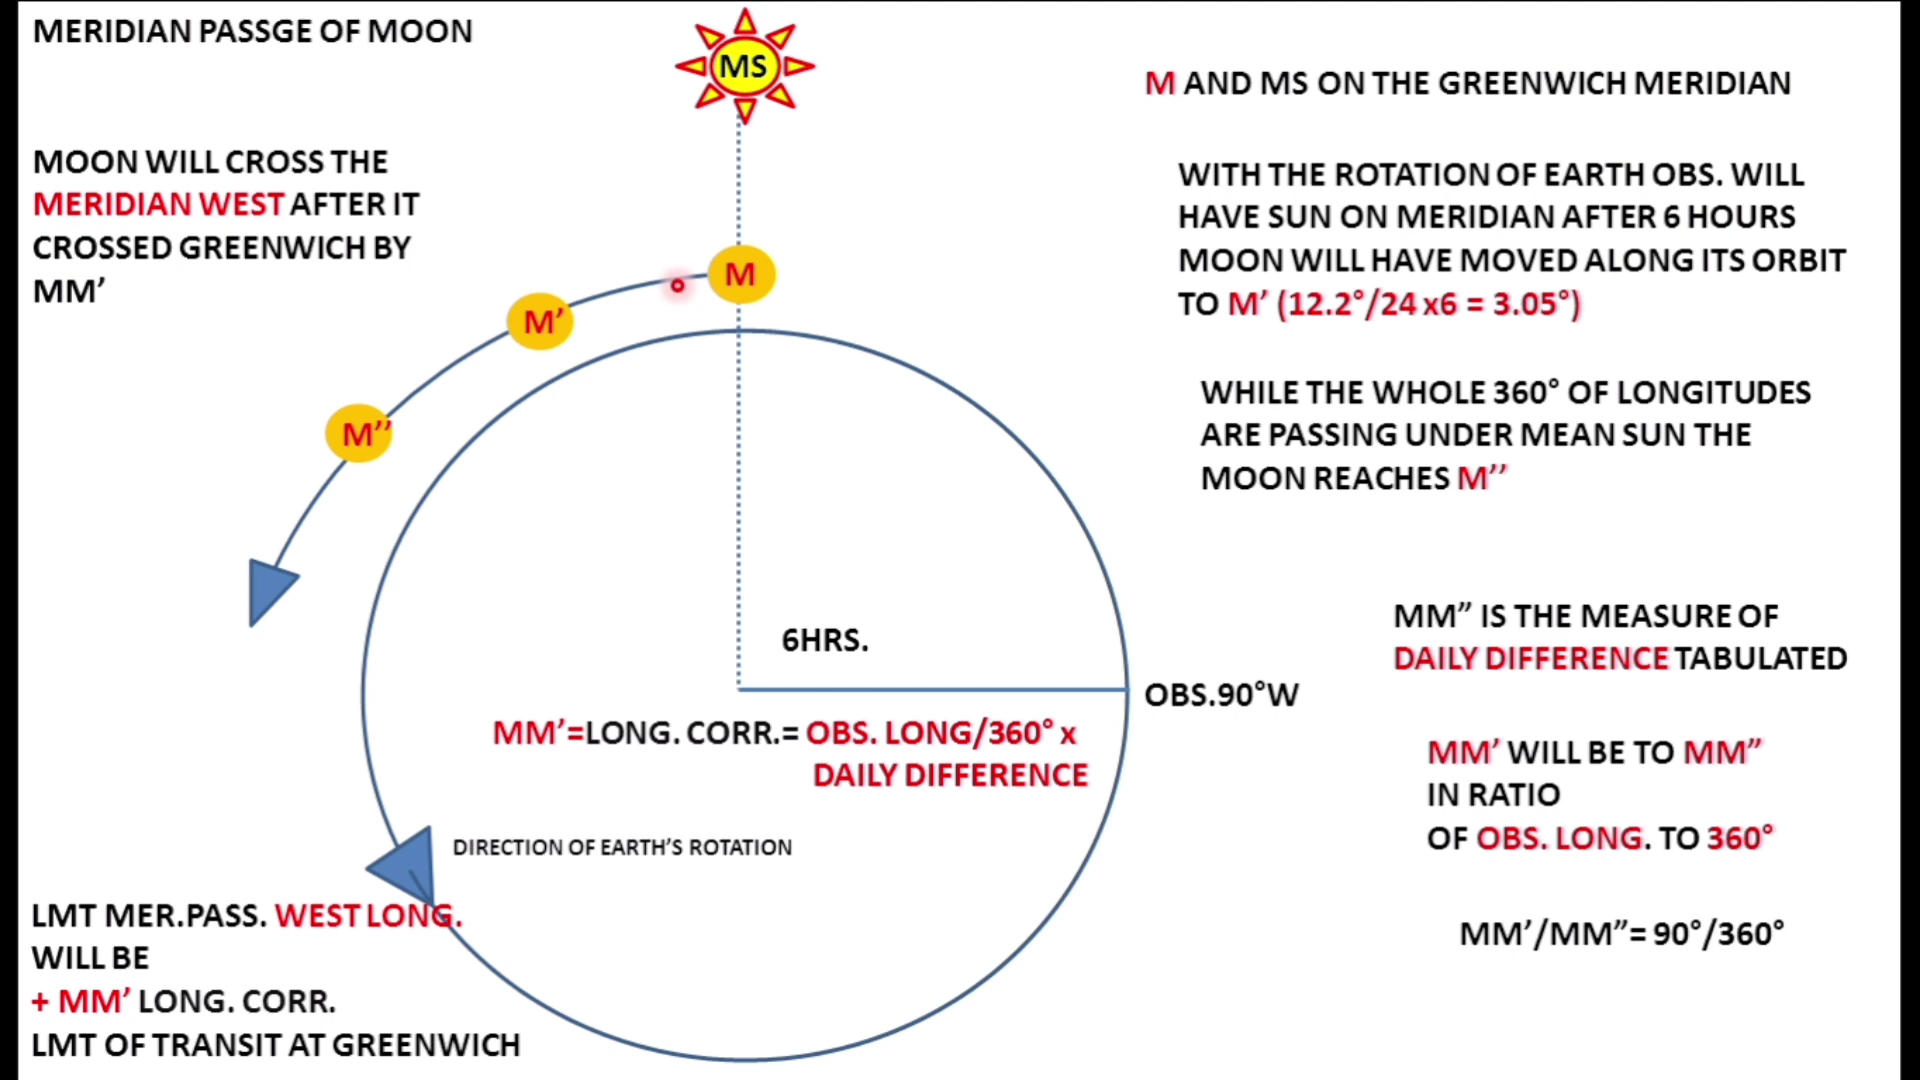 MERIDIAN PASSGE OF MOON
MS
M AND MS ON THE GREENWICH MERIDIAN
MOON WILL CROSS THE
MERIDIAN WEST AFTER IT
CROSSED GREENWICH BY
MM’
WITH THE ROTATION OF EARTH OBS. WILL
HAVE SUN ON MERIDIAN AFTER 6 HOURS
MOON WILL HAVE MOVED ALONG ITS ORBIT
TO M’ (12.2°/24 x6 = 3.05°)
M
M’
M’’
WHILE THE WHOLE 360° OF LONGITUDES
ARE PASSING UNDER MEAN SUN THE
MOON REACHES M’’
6HRS.
OBS.90°W
MM” IS THE MEASURE OF
DAILY DIFFERENCE TABULATED
MM’=LONG. CORR.= OBS. LONG/360° x
DAILY DIFFERENCE
MM’ WILL BE TO MM”
IN RATIO
OF OBS. LONG. TO 360°
DIRECTION OF EARTH’S ROTATION
LMT MER.PASS. WEST LONG.
WILL BE
+ MM’ LONG. CORR.
LMT OF TRANSIT AT GREENWICH
MM’/MM”= 90°/360°